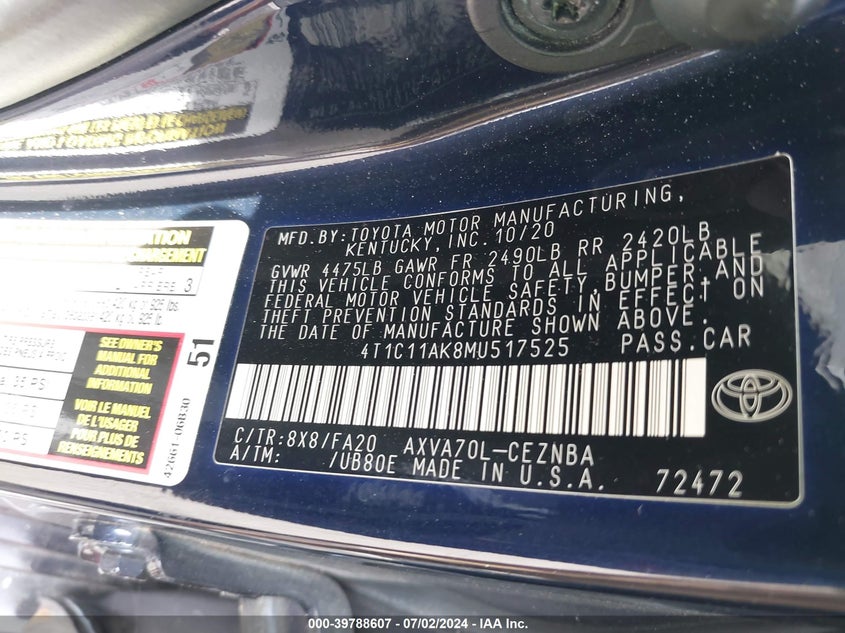 MFD.BY:TOYOTA MOTOR MANUFACTURING,
KENTUCKY, INC. 10/20
GVWR 4475LB GAWR FR 2490LB RR 2420LB
THIS VEHICLE CONFORMS TO ALL APPLICABLE
FEDERAL MOTOR VEHICLE SAFETY,BUMPER,AND
THEFT PREVENTION STANDARDS IN EFFECT ON
THE DATE OF MANUFACTURE SHOWN ABOVE.
4T1C11AK8MU517525 PASS.CAR
C/TR:8X8/FA20 AXVA70L-CEZNBA
A/TM: /UB80E MADE IN U.S.A.
72472
3
SEE OWNER'S
MANUAL FOR
ADDITIONAL
INFORMATION
VOIR LE MANUEL
DE L'USAGER
POUR PLUS DE
RENSEIGNEMENTS
51
42661-06B30
000-39788607 - 07/02/2024 - IAA Inc.